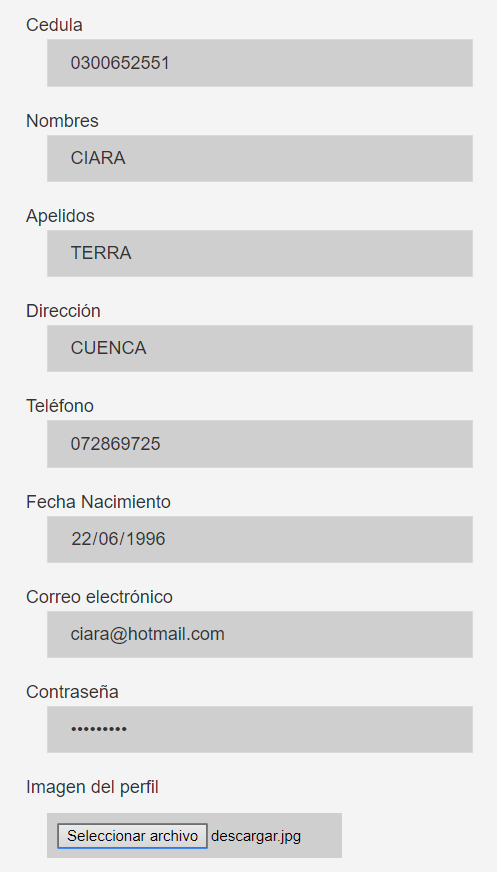 Cedula
0300652551
Nombres
CIARA
Apelidos
TERRA
Dirección
CUENCA
Teléfono
072869725
Fecha Nacimiento
22/06/1996
Correo electrónico
ciara@hotmail.com
Contraseña
•••••••••
Imagen del perfil
Seleccionar archivo descargar.jpg